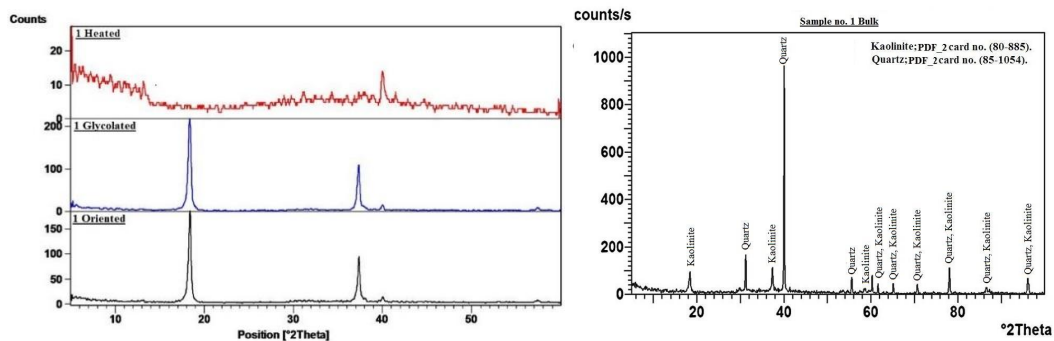 Counts
1 Heated
20
10
0
1 Glycolated
200
100
0
1 Oriented
150
100
50
0
10
20
30
40
50
Position [°2Theta]
counts/s
Sample no. 1 Bulk
Kaolinite;PDF_2 card no. (80-885).
Quartz;PDF_2 card no. (85-1054).
1000
800
600
400
200
0
Kaolinite
Quartz
Kaolinite
Quartz
Quartz
Kaolinite
Quartz, Kaolinite
Quartz, Kaolinite
Quartz, Kaolinite
Quartz, Kaolinite
Quartz, Kaolinite
Quartz, Kaolinite
20
40
60
80
°2Theta